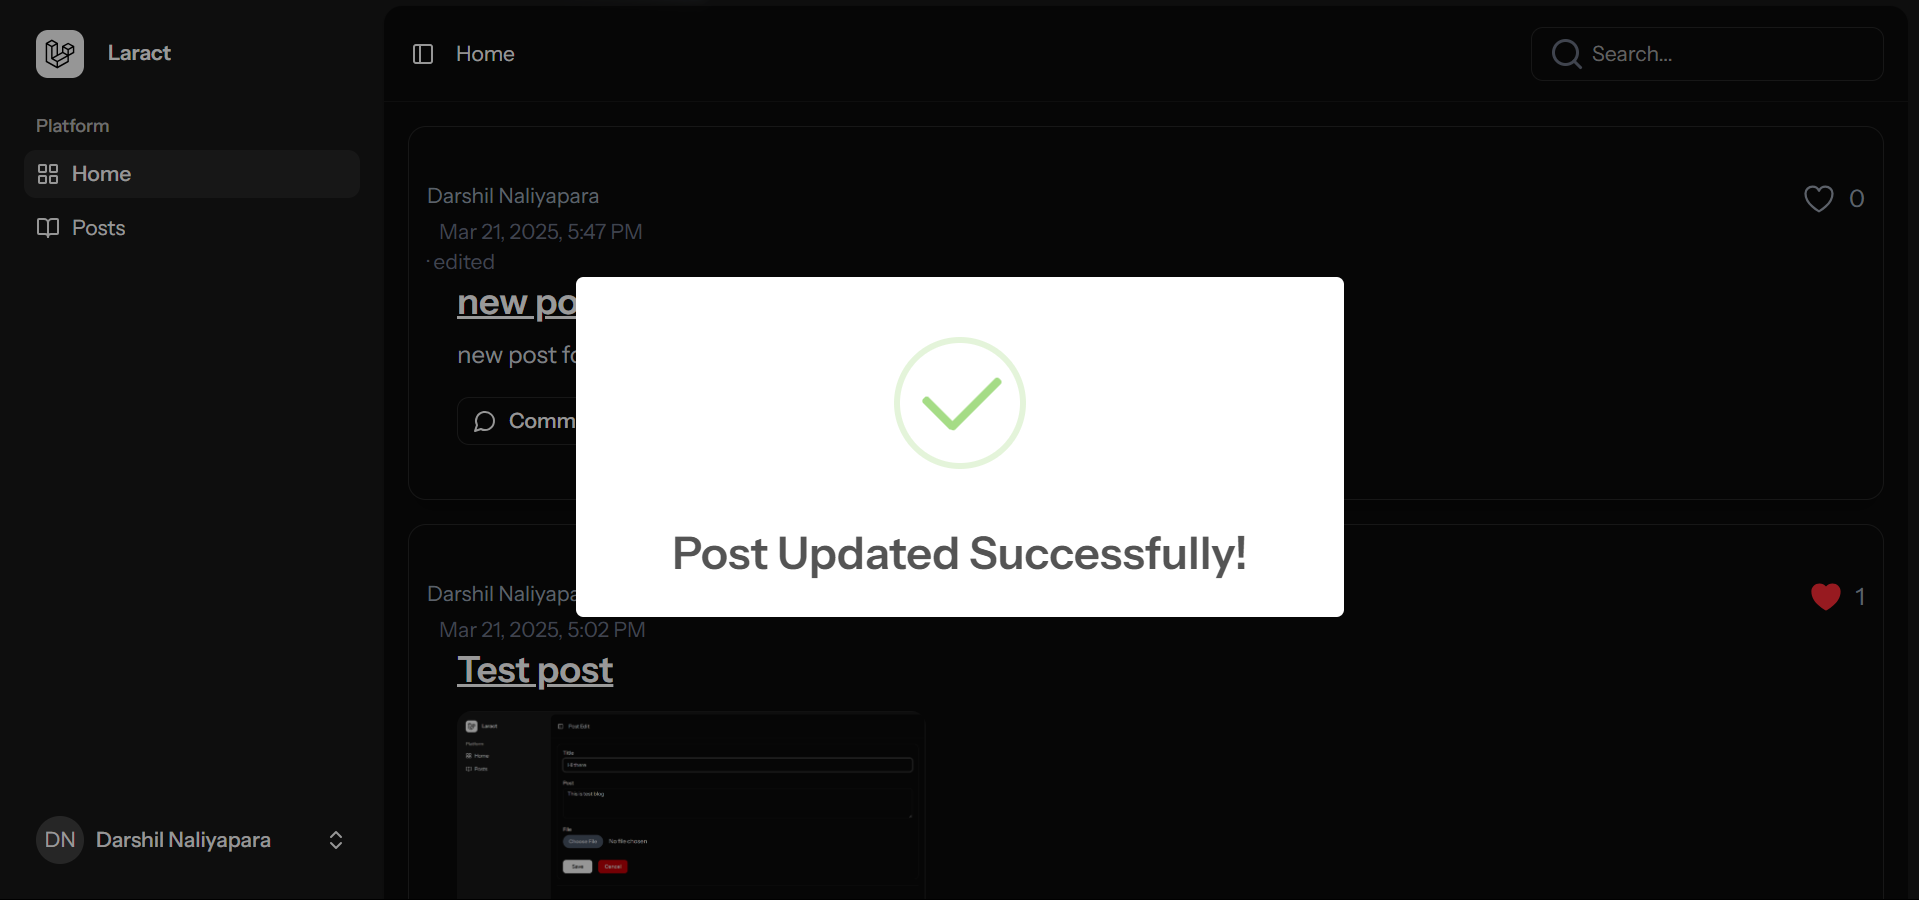 Laract
Home
Search...
Platform
Home
Posts
Darshil Naliyapara
0
Mar 21, 2025, 5:47 PM
· edited
new po
new post fo
Comm
Post Updated Successfully!
Darshil Naliyapa
1
Mar 21, 2025, 5:02 PM
Test post
Laract
Post Edit
Platform
Home
Posts
Title
Hi there
Post
This is test blog
File
Choose File No file chosen
Save Cancel
DN Darshil Naliyapara